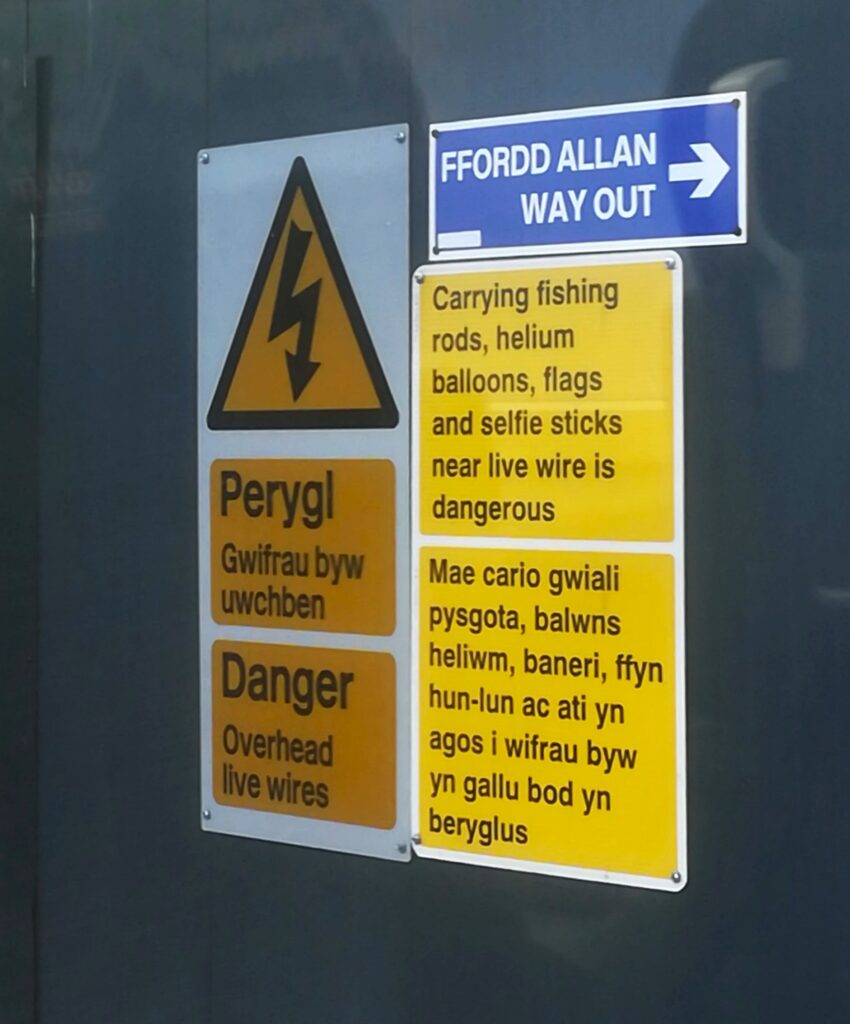 FFORDD ALLAN
WAY OUT
Perygl
Gwifrau byw
uwchben
Danger
Overhead
live wires
Carrying fishing
rods, helium
balloons, flags
and selfie sticks
near live wire is
dangerous
Mae cario gwiali
pysgota, balwns
heliwm, baneri, ffyn
hun-lun ac ati yn
agos i wifrau byw
yn gallu bod yn
beryglus